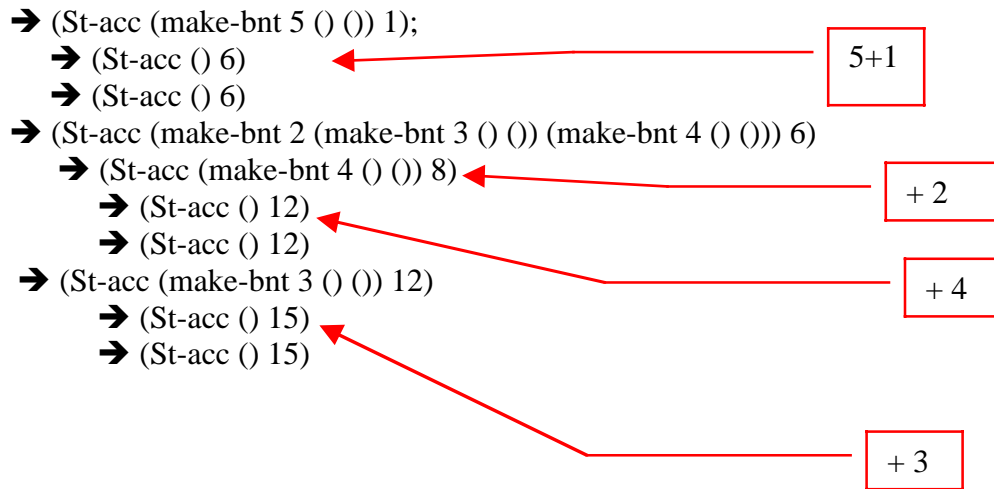 ➔ (St-acc (make-bnt 5 () ()) 1);
➔ (St-acc () 6)
5+1
➔ (St-acc () 6)
➔ (St-acc (make-bnt 2 (make-bnt 3 () ()) (make-bnt 4 () ())) 6)
➔ (St-acc (make-bnt 4 () ()) 8)
+ 2
➔ (St-acc () 12)
➔ (St-acc () 12)
➔ (St-acc (make-bnt 3 () ()) 12)
+ 4
➔ (St-acc () 15)
➔ (St-acc () 15)
+ 3